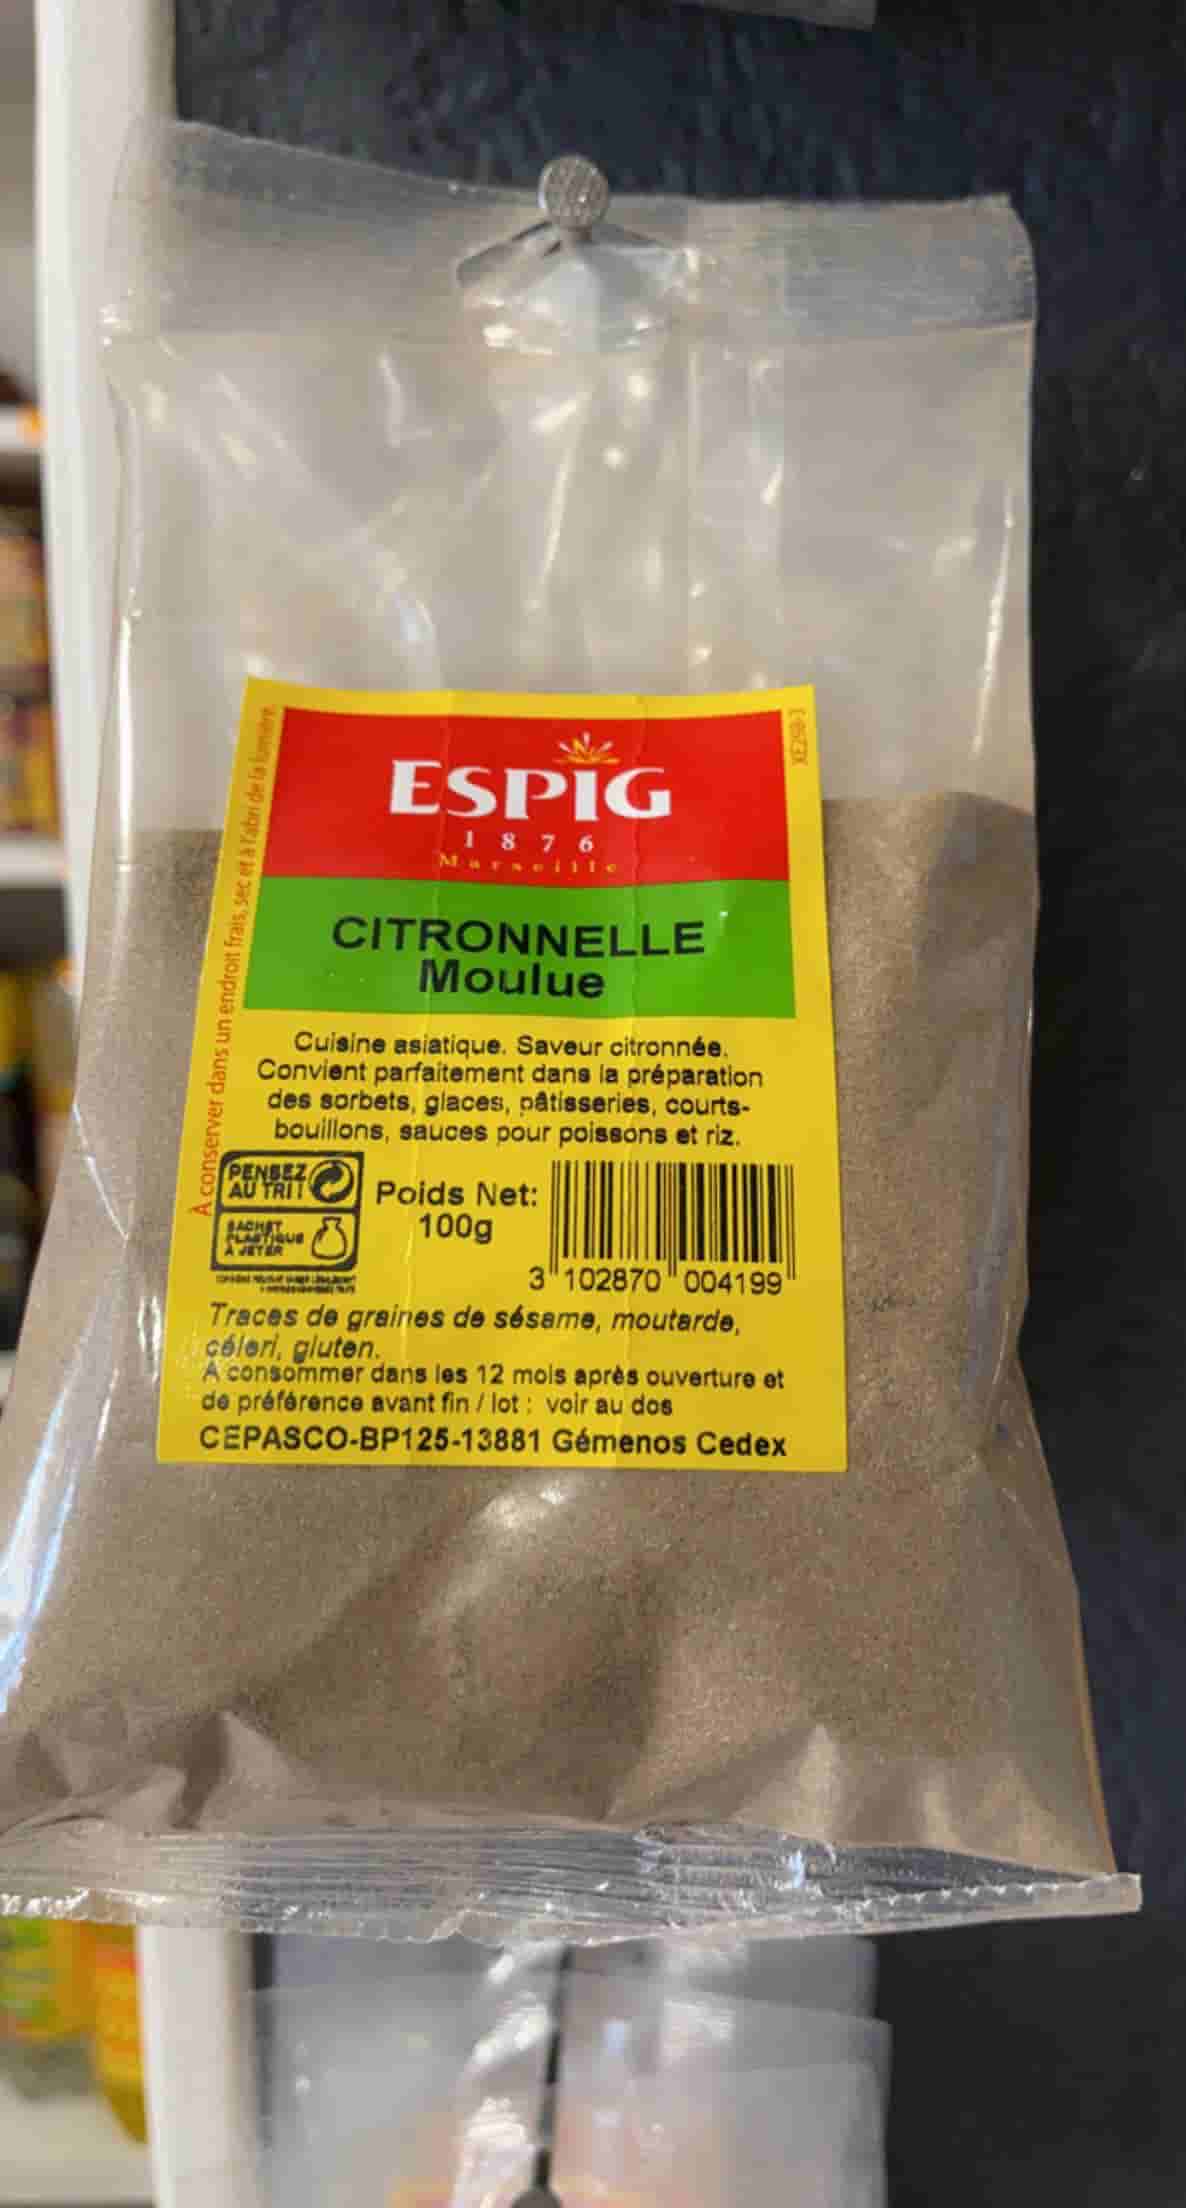 ESPIG
1876
Marseille
CITRONNELLE
Moulue
Cuisine asiatique. Saveur citronnée.
Convient parfaitement dans la préparation
des sorbets, glaces, pâtisseries, courts-
bouillons, sauces pour poissons et riz.
PENSEZ
AU TRI !
SACHET
PLASTIQUE
À JETER
Poids Net:
100g
3 102870 004199
Traces de graines de sésame, moutarde,
céleri, gluten.
A consommer dans les 12 mois après ouverture et
de préférence avant fin / lot : voir au dos
CEPASCO-BP125-13881 Gémenos Cedex
À conserver dans un endroit frais, sec et à l'abri de la lumière.